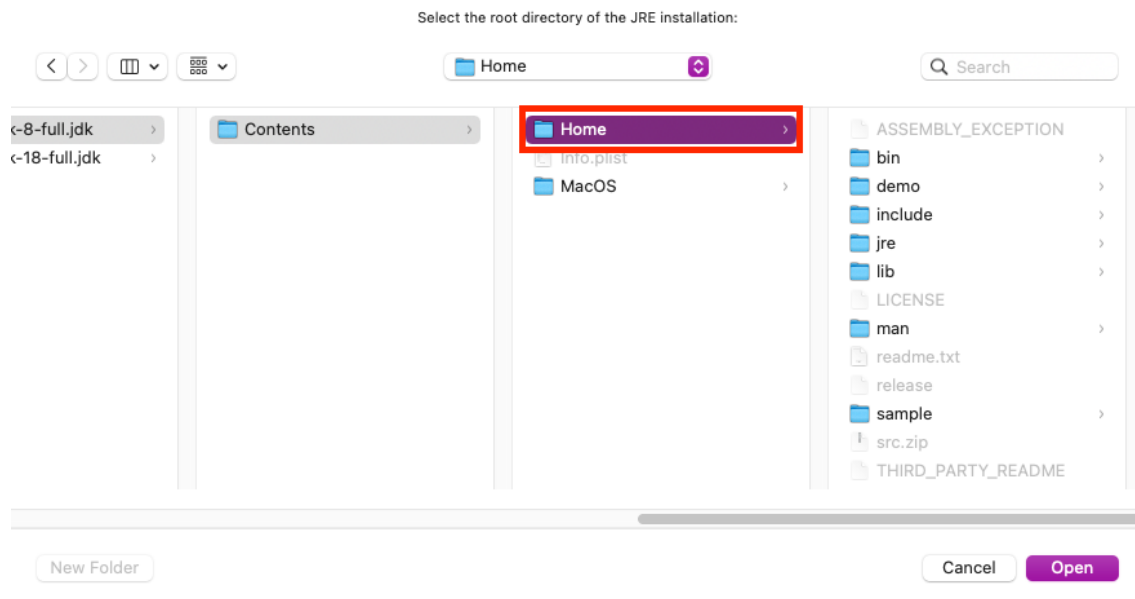 Select the root directory of the JRE installation:
Home
Search
-8-full.jdk
-18-full.jdk
Contents
Home
Info.plist
MacOS
ASSEMBLY_EXCEPTION
bin
demo
include
jre
lib
LICENSE
man
readme.txt
release
sample
src.zip
THIRD_PARTY_README
New Folder
Cancel
Open